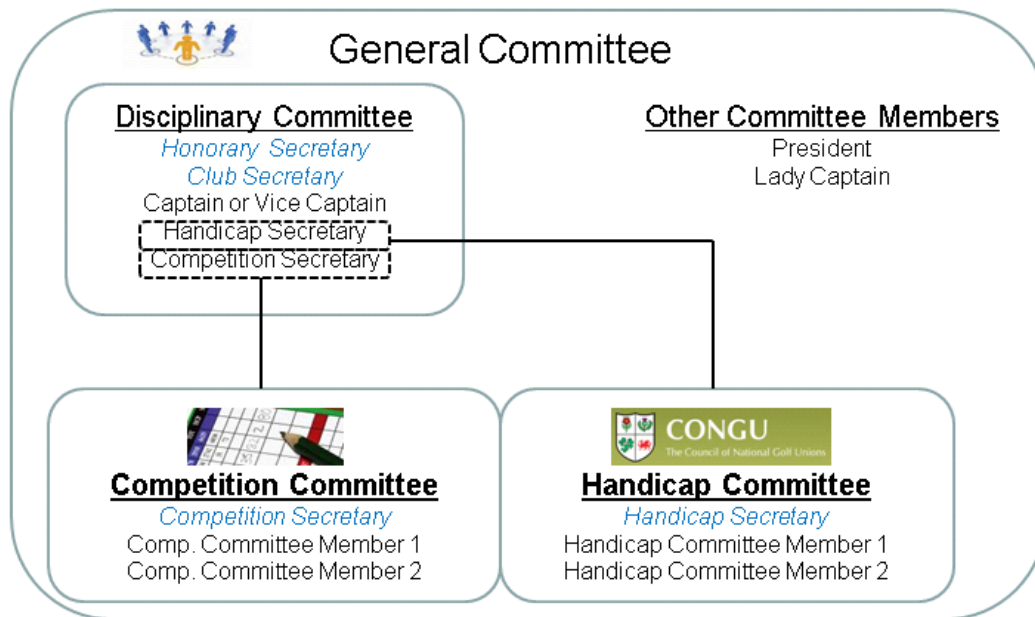 General Committee
Disciplinary Committee
Honorary Secretary
Club Secretary
Captain or Vice Captain
Handicap Secretary
Competition Secretary
Other Committee Members
President
Lady Captain
Competition Committee
Competition Secretary
Comp. Committee Member 1
Comp. Committee Member 2
CONGU
The Council of National Golf Unions
Handicap Committee
Handicap Secretary
Handicap Committee Member 1
Handicap Committee Member 2